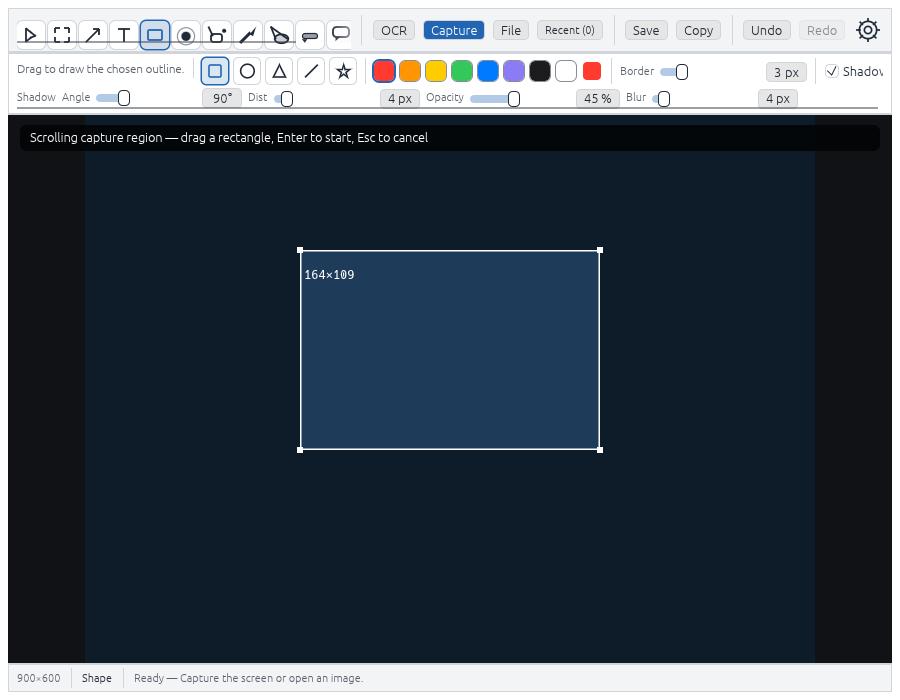 T OCR Capture File Recent (0) Save Copy Undo Redo
Drag to draw the chosen outline. Border 3 px Shadow
Shadow Angle 90° Dist 4 px Opacity 45 % Blur 4 px
Scrolling capture region — drag a rectangle, Enter to start, Esc to cancel
164×109
900×600 Shape Ready — Capture the screen or open an image.